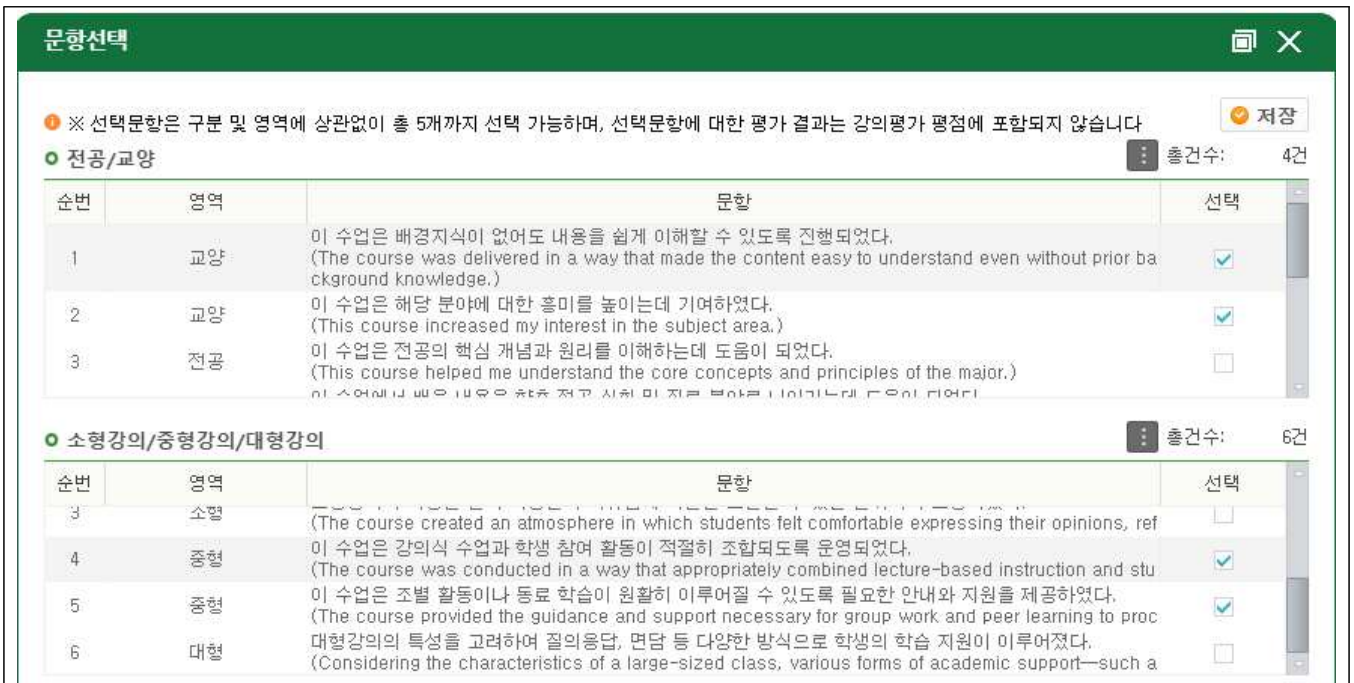 문항선택
※ 선택문항은 구분 및 영역에 상관없이 총 5개까지 선택 가능하며, 선택문항에 대한 평가 결과는 강의평가 평점에 포함되지 않습니다
저장
전공/교양
총건수: 4건
순번 영역 문항 선택
이 수업은 배경지식이 없어도 내용을 쉽게 이해할 수 있도록 진행되었다.
1 교양 (The course was delivered in a way that made the content easy to understand even without prior ba
ckground knowledge.)
이 수업은 해당 분야에 대한 흥미를 높이는데 기여하였다.
2 교양 (This course increased my interest in the subject area.)
이 수업은 전공의 핵심 개념과 원리를 이해하는데 도움이 되었다.
3 전공 (This course helped me understand the core concepts and principles of the major.)
소형강의/중형강의/대형강의
총건수: 6건
순번 영역 문항 선택
3 소형 (The course created an atmosphere in which students felt comfortable expressing their opinions, ref
이 수업은 강의식 수업과 학생 참여 활동이 적절히 조합되도록 운영되었다.
4 중형 (The course was conducted in a way that appropriately combined lecture-based instruction and stu
이 수업은 조별 활동이나 동료 학습이 원활히 이루어질 수 있도록 필요한 안내와 지원을 제공하였다.
5 중형 (The course provided the guidance and support necessary for group work and peer learning to proc
대형강의의 특성을 고려하여 질의응답, 면담 등 다양한 방식으로 학생의 학습 지원이 이루어졌다.
6 대형 (Considering the characteristics of a large-sized class, various forms of academic support—such a